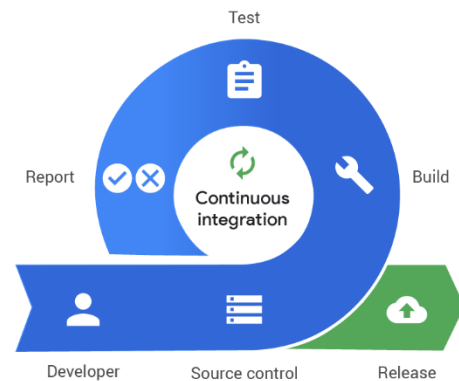 Test
Report
Build
Continuous
integration
Developer
Source control
Release